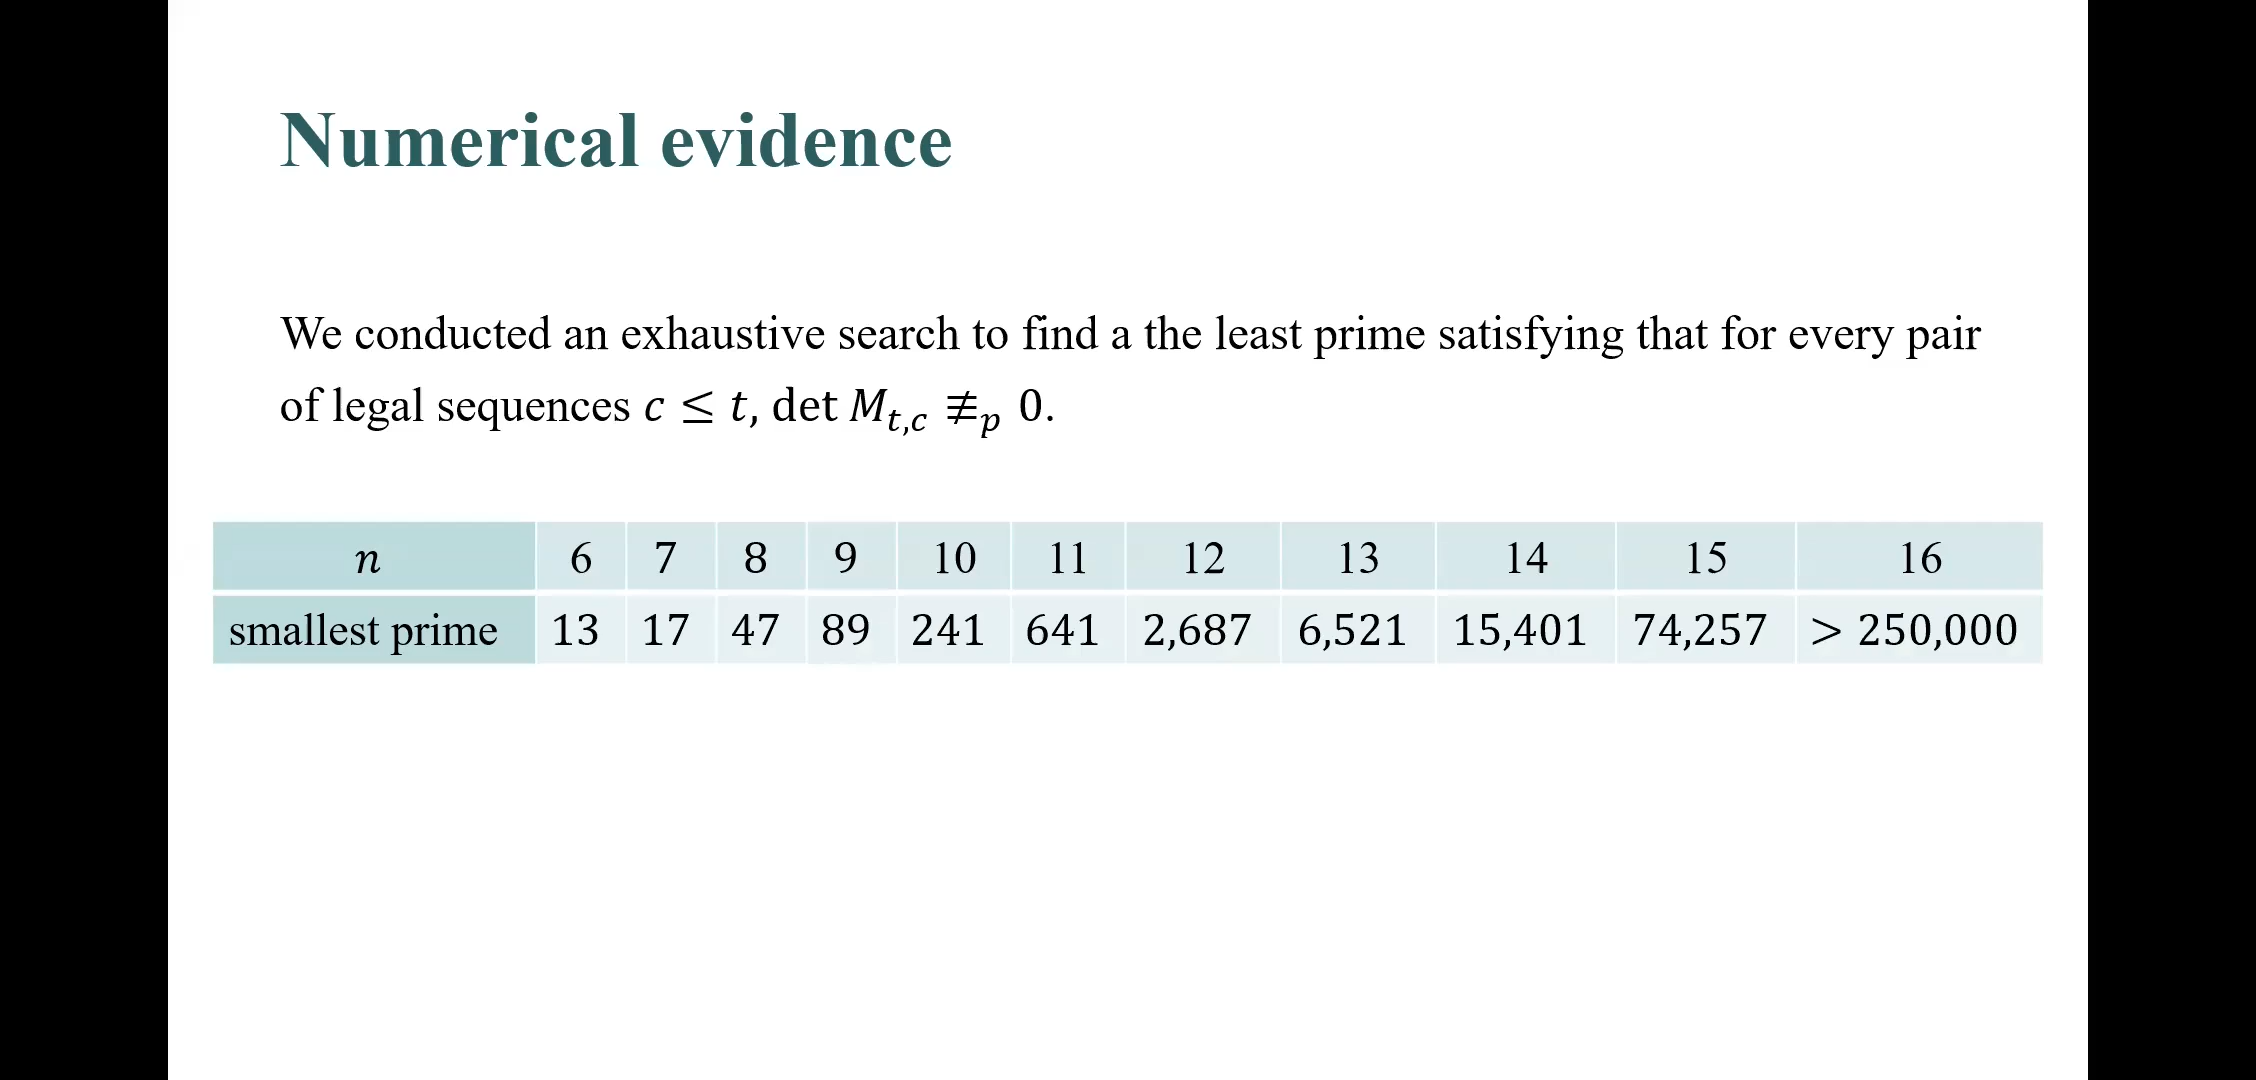 Numerical evidence
We conducted an exhaustive search to find a the least prime satisfying that for every pair
of legal sequences c ≤ t, det M_{t,c} ≢_p 0.
n 6 7 8 9 10 11 12 13 14 15 16
smallest prime 13 17 47 89 241 641 2,687 6,521 15,401 74,257 > 250,000